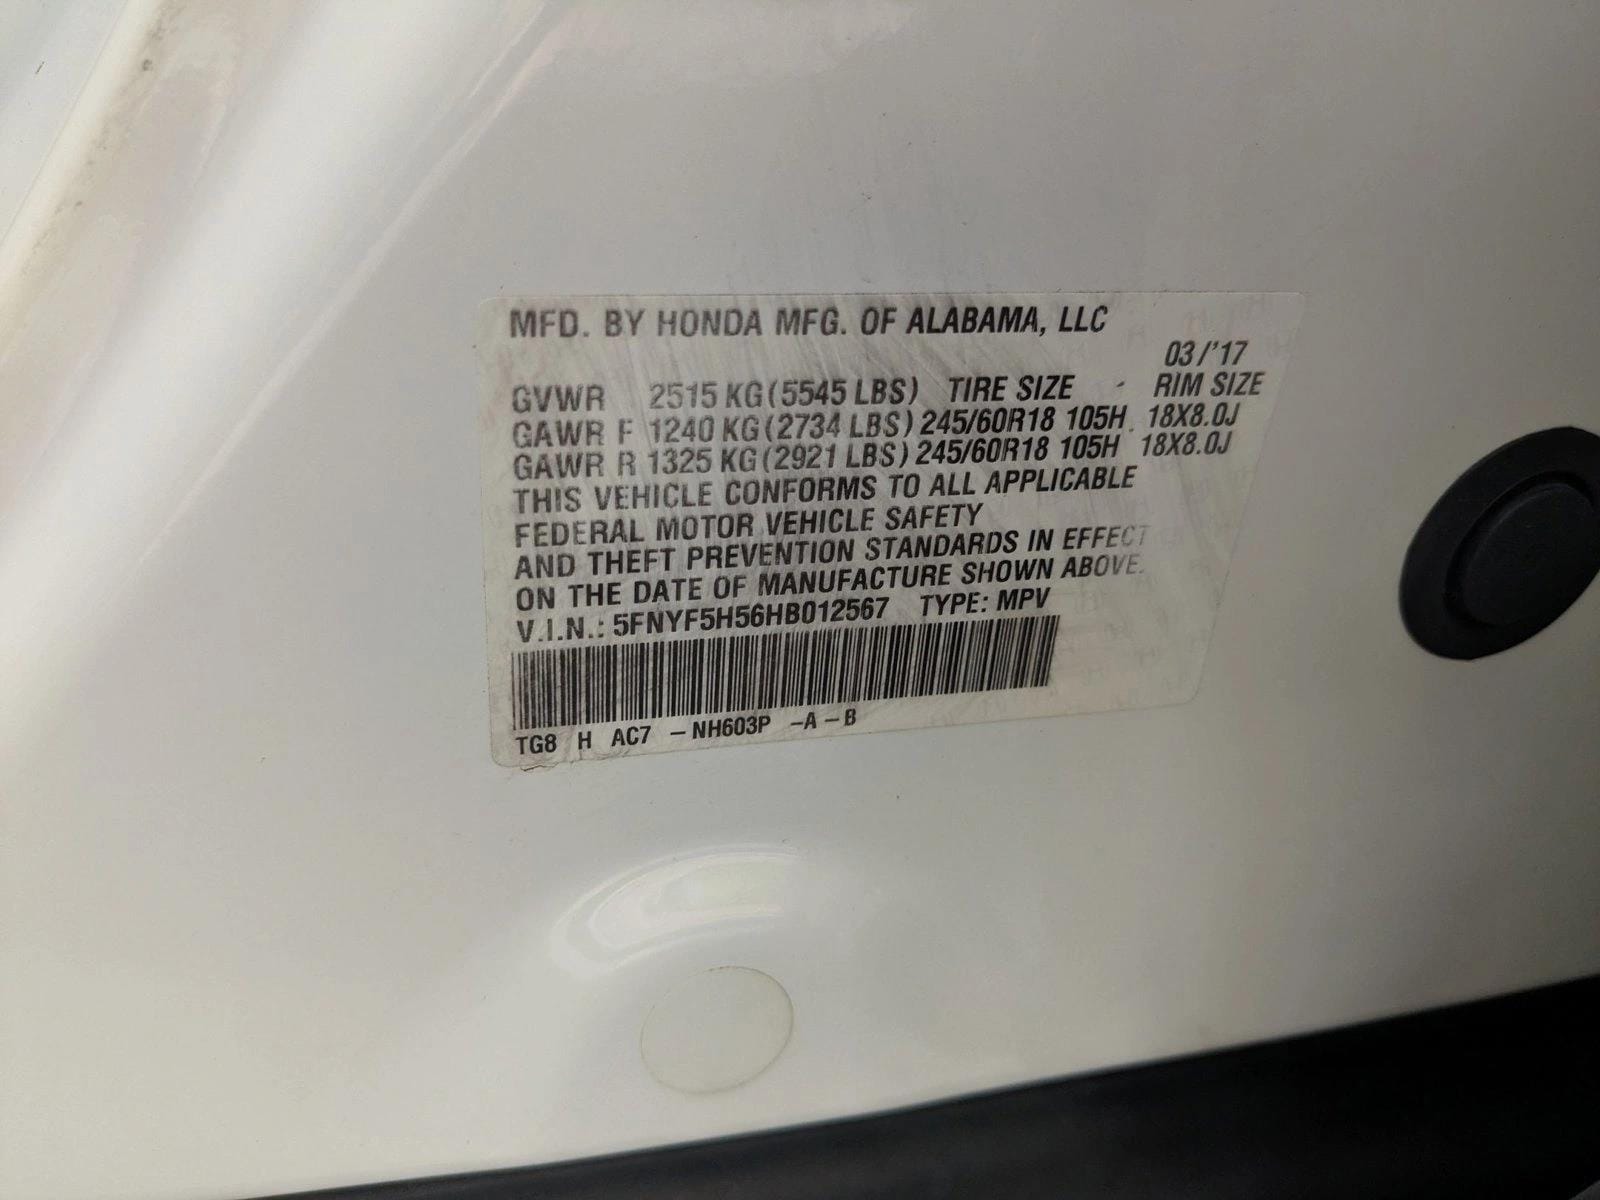 MFD. BY HONDA MFG. OF ALABAMA, LLC
03/'17
GVWR 2515 KG (5545 LBS) TIRE SIZE - RIM SIZE
GAWR F 1240 KG (2734 LBS) 245/60R18 105H 18X8.0J
GAWR R 1325 KG (2921 LBS) 245/60R18 105H 18X8.0J
THIS VEHICLE CONFORMS TO ALL APPLICABLE
FEDERAL MOTOR VEHICLE SAFETY
AND THEFT PREVENTION STANDARDS IN EFFECT
ON THE DATE OF MANUFACTURE SHOWN ABOVE.
V.I.N.: 5FNYF5H56HB012567 TYPE: MPV
TG8 H AC7 - NH603P - A - B